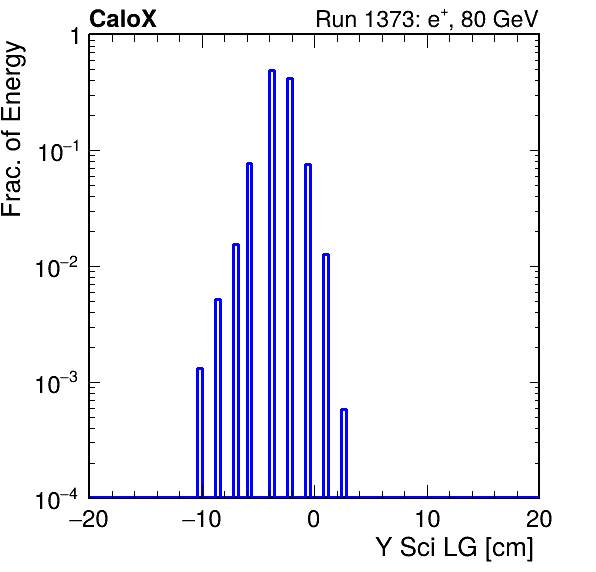 CaloX Run 1373: e⁺, 80 GeV
Frac. of Energy
1
10⁻¹
10⁻²
10⁻³
10⁻⁴
−20 −10 0 10 20
Y Sci LG [cm]